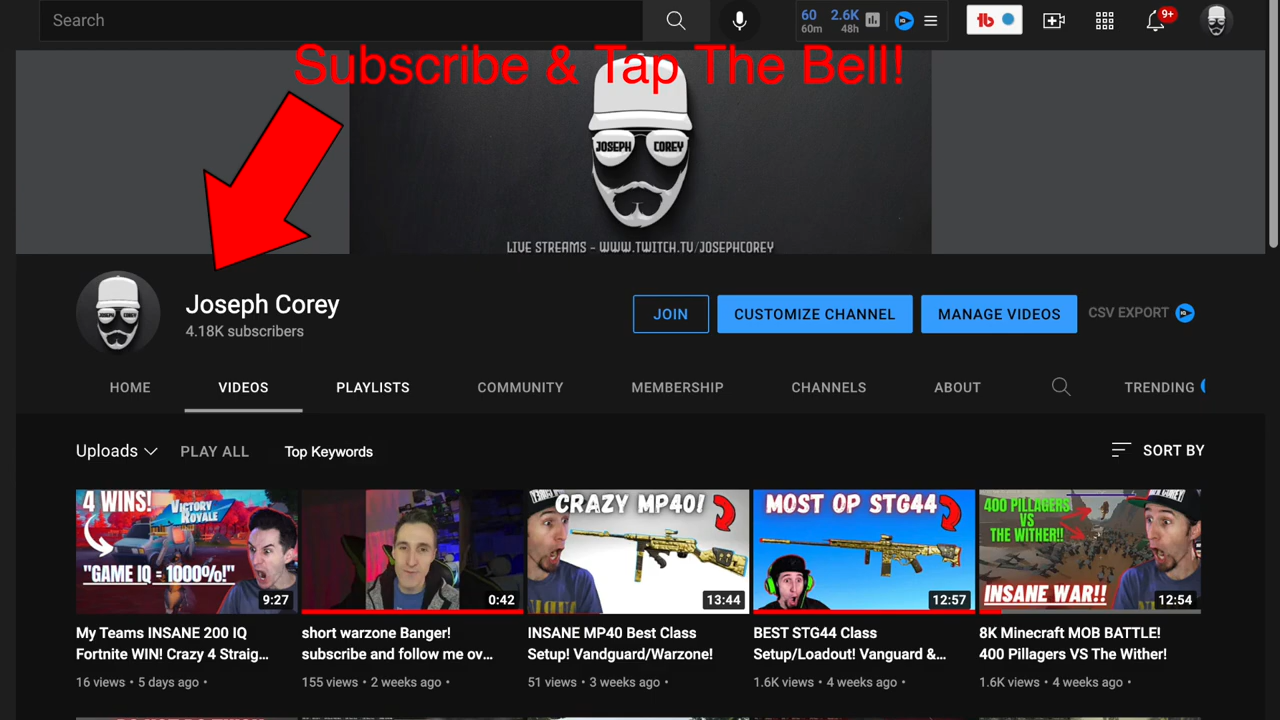 Search
60
60m
2.6K
48h
9+
Subscribe & Tap The Bell!
JOSEPH COREY
LIVE STREAMS - WWW.TWITCH.TV/JOSEPHCOREY
Joseph Corey
4.18K subscribers
JOIN
CUSTOMIZE CHANNEL
MANAGE VIDEOS
CSV EXPORT
HOME
VIDEOS
PLAYLISTS
COMMUNITY
MEMBERSHIP
CHANNELS
ABOUT
TRENDING
Uploads
PLAY ALL
Top Keywords
SORT BY
4 WINS!
VICTORY
ROYALE
"GAME IQ = 1000%!"
9:27
My Teams INSANE 200 IQ
Fortnite WIN! Crazy 4 Straig...
16 views • 5 days ago •
0:42
short warzone Banger!
subscribe and follow me ov...
155 views • 2 weeks ago •
CRAZY MP40!
13:44
INSANE MP40 Best Class
Setup! Vandguard/Warzone!
51 views • 3 weeks ago •
MOST OP STG44
12:57
BEST STG44 Class
Setup/Loadout! Vanguard &...
1.6K views • 4 weeks ago •
400 PILLAGERS
VS
THE WITHER!!
INSANE WAR!!
12:54
8K Minecraft MOB BATTLE!
400 Pillagers VS The Wither!
1.6K views • 4 weeks ago •